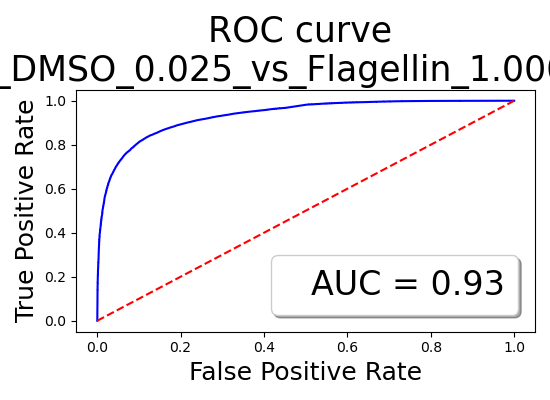 ROC curve
_DMSO_0.025_vs_Flagellin_1.000
True Positive Rate
1.0
0.8
0.6
0.4
0.2
0.0
AUC = 0.93
0.0 0.2 0.4 0.6 0.8 1.0
False Positive Rate